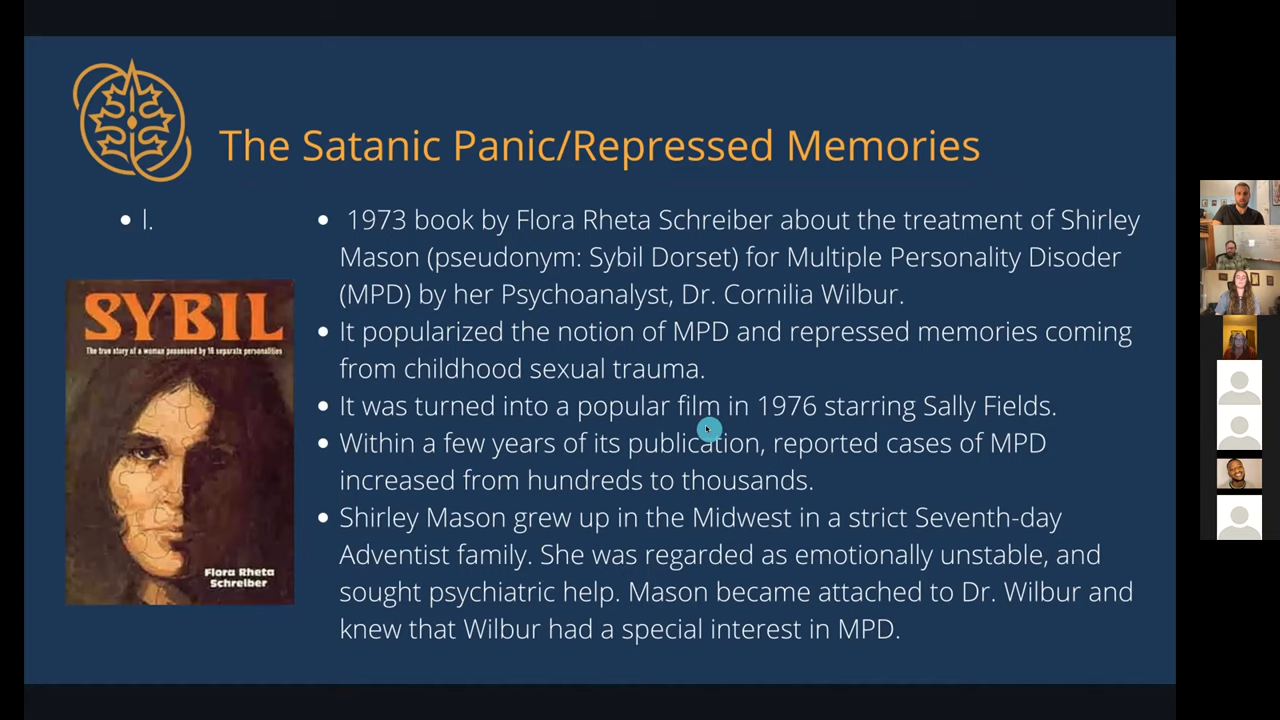 The Satanic Panic/Repressed Memories
• l.
SYBIL
The true story of a woman possessed by 16 separate personalities
Flora Rheta
Schreiber
• 1973 book by Flora Rheta Schreiber about the treatment of Shirley
Mason (pseudonym: Sybil Dorset) for Multiple Personality Disoder
(MPD) by her Psychoanalyst, Dr. Cornilia Wilbur.
• It popularized the notion of MPD and repressed memories coming
from childhood sexual trauma.
• It was turned into a popular film in 1976 starring Sally Fields.
• Within a few years of its publication, reported cases of MPD
increased from hundreds to thousands.
• Shirley Mason grew up in the Midwest in a strict Seventh-day
Adventist family. She was regarded as emotionally unstable, and
sought psychiatric help. Mason became attached to Dr. Wilbur and
knew that Wilbur had a special interest in MPD.